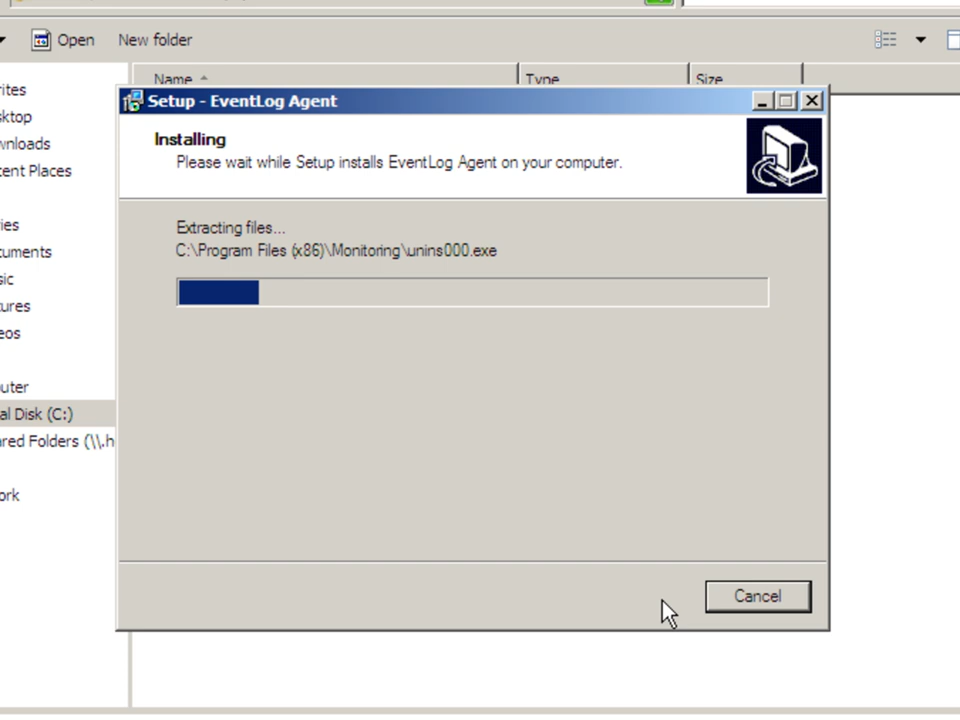 Open New folder
Name Type Size
Setup - EventLog Agent
Installing
Please wait while Setup installs EventLog Agent on your computer.
Extracting files...
C:\Program Files (x86)\Monitoring\unins000.exe
Cancel
rites
sktop
wnloads
cent Places
ies
cuments
sic
tures
eos
uter
al Disk (C:)
ared Folders (\\.h
ork